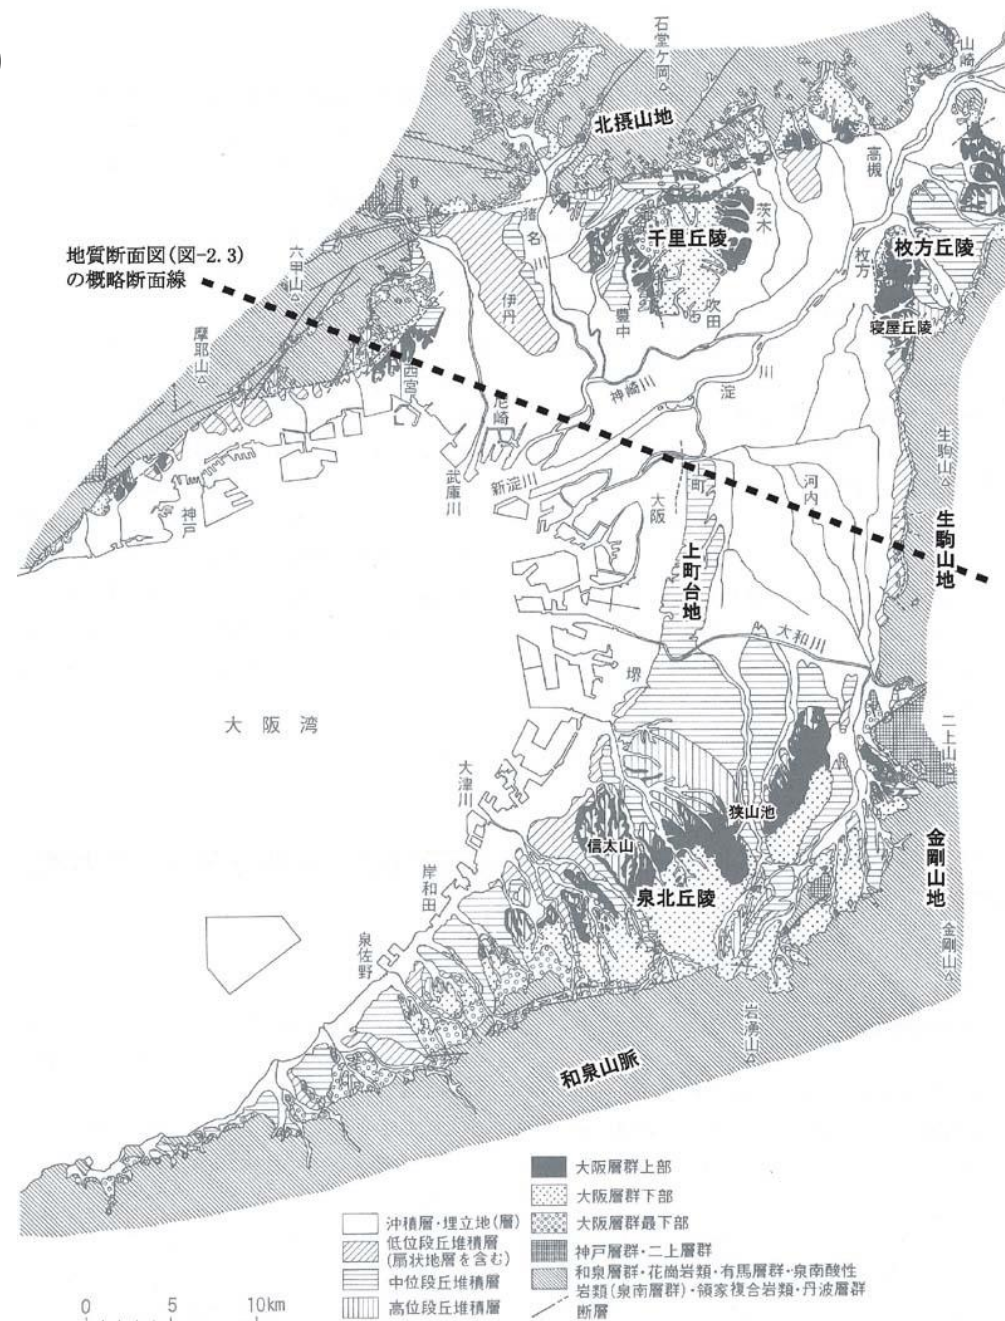 石堂ケ岡
山崎
北摂山地
高槻
猪名川
茨木
千里丘陵
枚方
枚方丘陵
地質断面図(図-2.3)
の概略断面線
六甲山
伊丹
豊中
吹田
寝屋丘陵
摩耶山
西宮
尼崎
神崎川
淀川
生駒山
武庫川
新淀川
上町
河内
大阪
神戸
生駒山地
上町台地
大和川
堺
大阪湾
二上山
大津川
狭山池
信太山
金剛山地
岸和田
泉北丘陵
金剛山
泉佐野
岩湧山
和泉山脈
大阪層群上部
大阪層群下部
大阪層群最下部
神戸層群・二上層群
和泉層群・花崗岩類・有馬層群・泉南酸性
岩類(泉南層群)・領家複合岩類・丹波層群
断層
沖積層・埋立地(層)
低位段丘堆積層
(扇状地層を含む)
中位段丘堆積層
高位段丘堆積層
0 5 10km